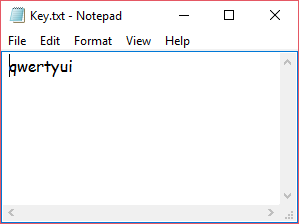 Key.txt - Notepad
File Edit Format View Help
qwertyui